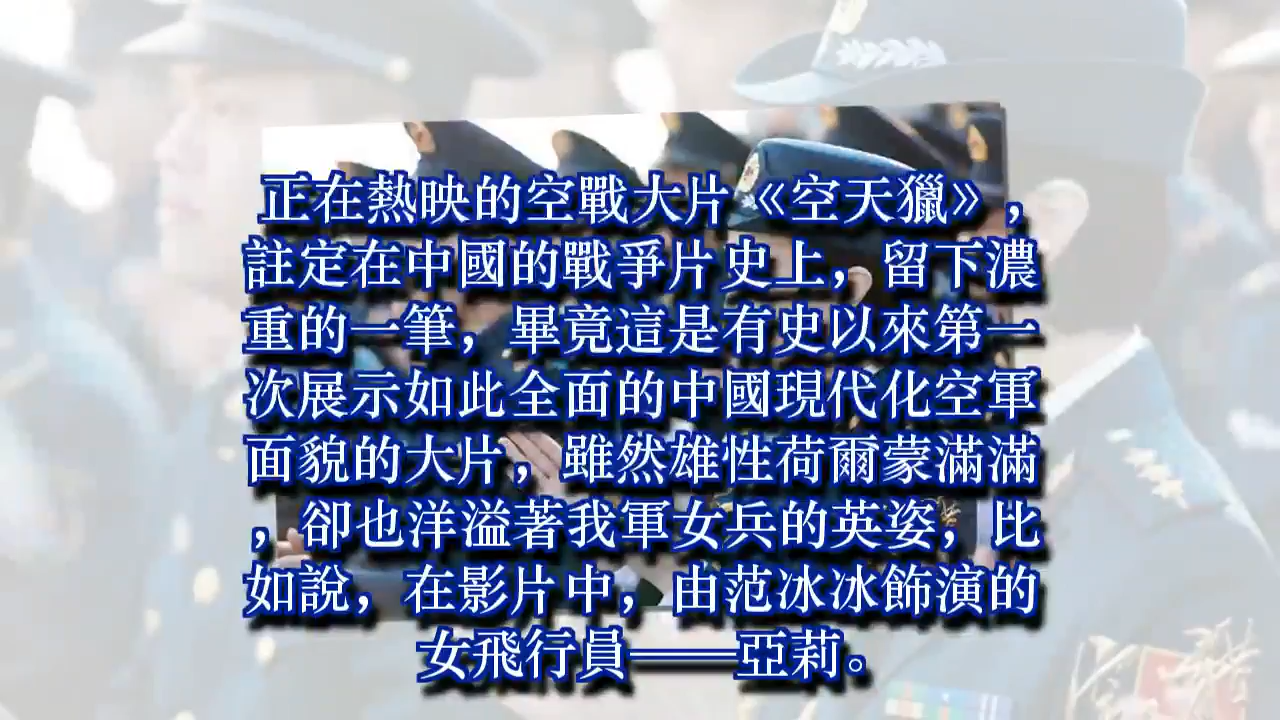 正在熱映的空戰大片《空天獵》，
註定在中國的戰爭片史上，留下濃
重的一筆，畢竟這是有史以來第一
次展示如此全面的中國現代化空軍
面貌的大片，雖然雄性荷爾蒙滿滿
，卻也洋溢著我軍女兵的英姿，比
如說，在影片中，由范冰冰飾演的
女飛行員——亞莉。